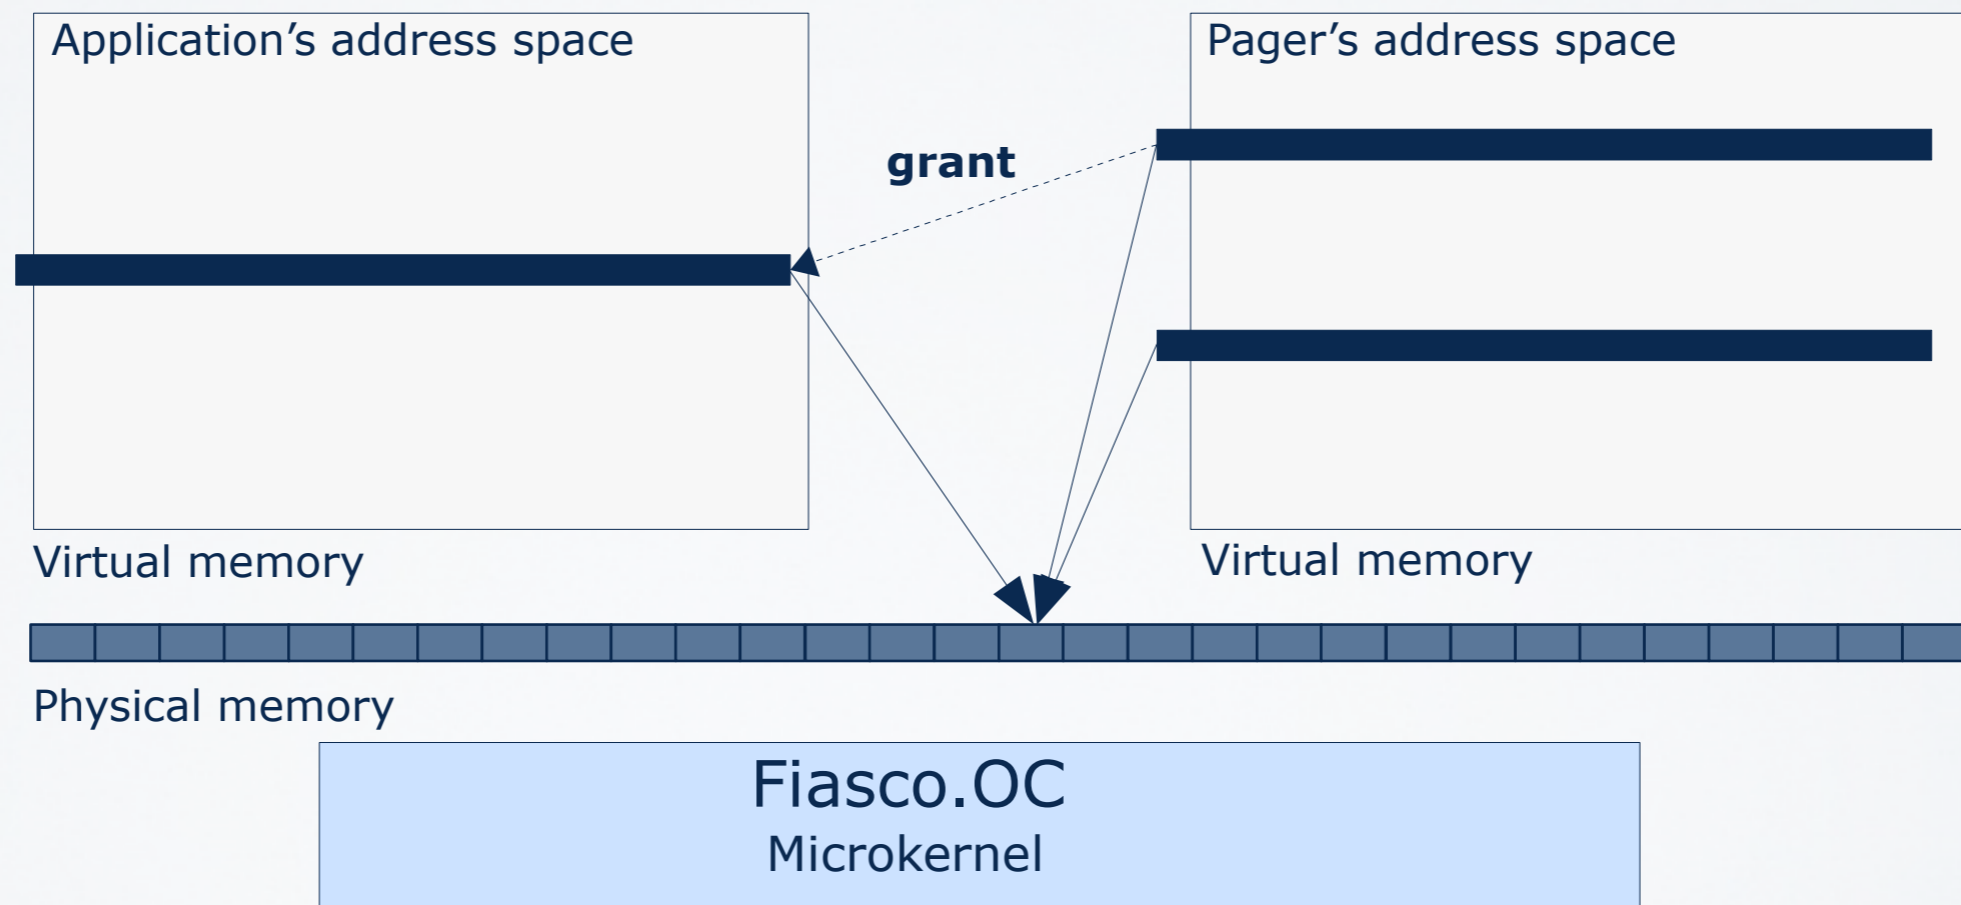 Application’s address space
Pager’s address space
grant
Virtual memory
Virtual memory
Physical memory
Fiasco.OC
Microkernel